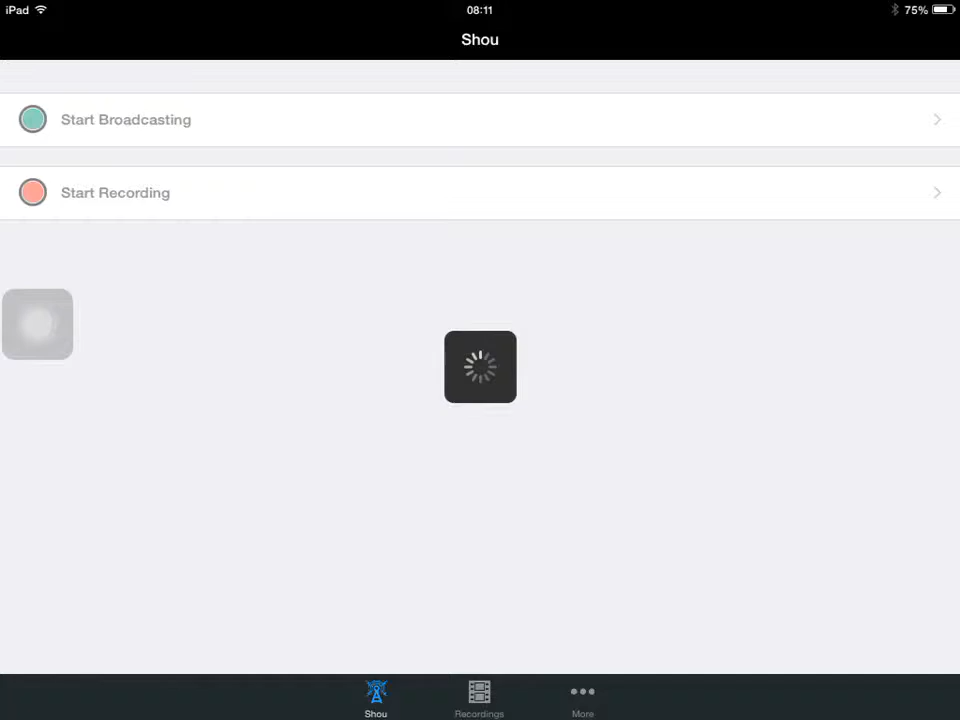 iPad 08:11 75%
Shou
Start Broadcasting
Start Recording
Shou Recordings More